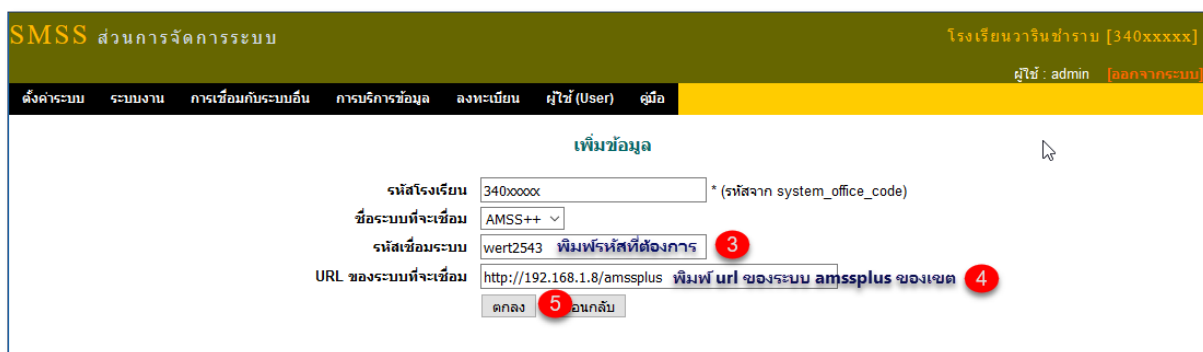 SMSS ส่วนการจัดการระบบ
โรงเรียนวารินชำราบ [340xxxxx]
ผู้ใช้ : admin [ออกจากระบบ]
ตั้งค่าระบบ ระบบงาน การเชื่อมกับระบบอื่น การบริการข้อมูล ลงทะเบียน ผู้ใช้ (User) คู่มือ
เพิ่มข้อมูล
รหัสโรงเรียน 340xxxxx * (รหัสจาก system_office_code)
ชื่อระบบที่จะเชื่อม AMSS++
รหัสเชื่อมระบบ wert2543 พิมพ์รหัสที่ต้องการ 3
URL ของระบบที่จะเชื่อม http://192.168.1.8/amssplus พิมพ์ url ของระบบ amssplus ของเขต 4
ตกลง 5 อนกลับ